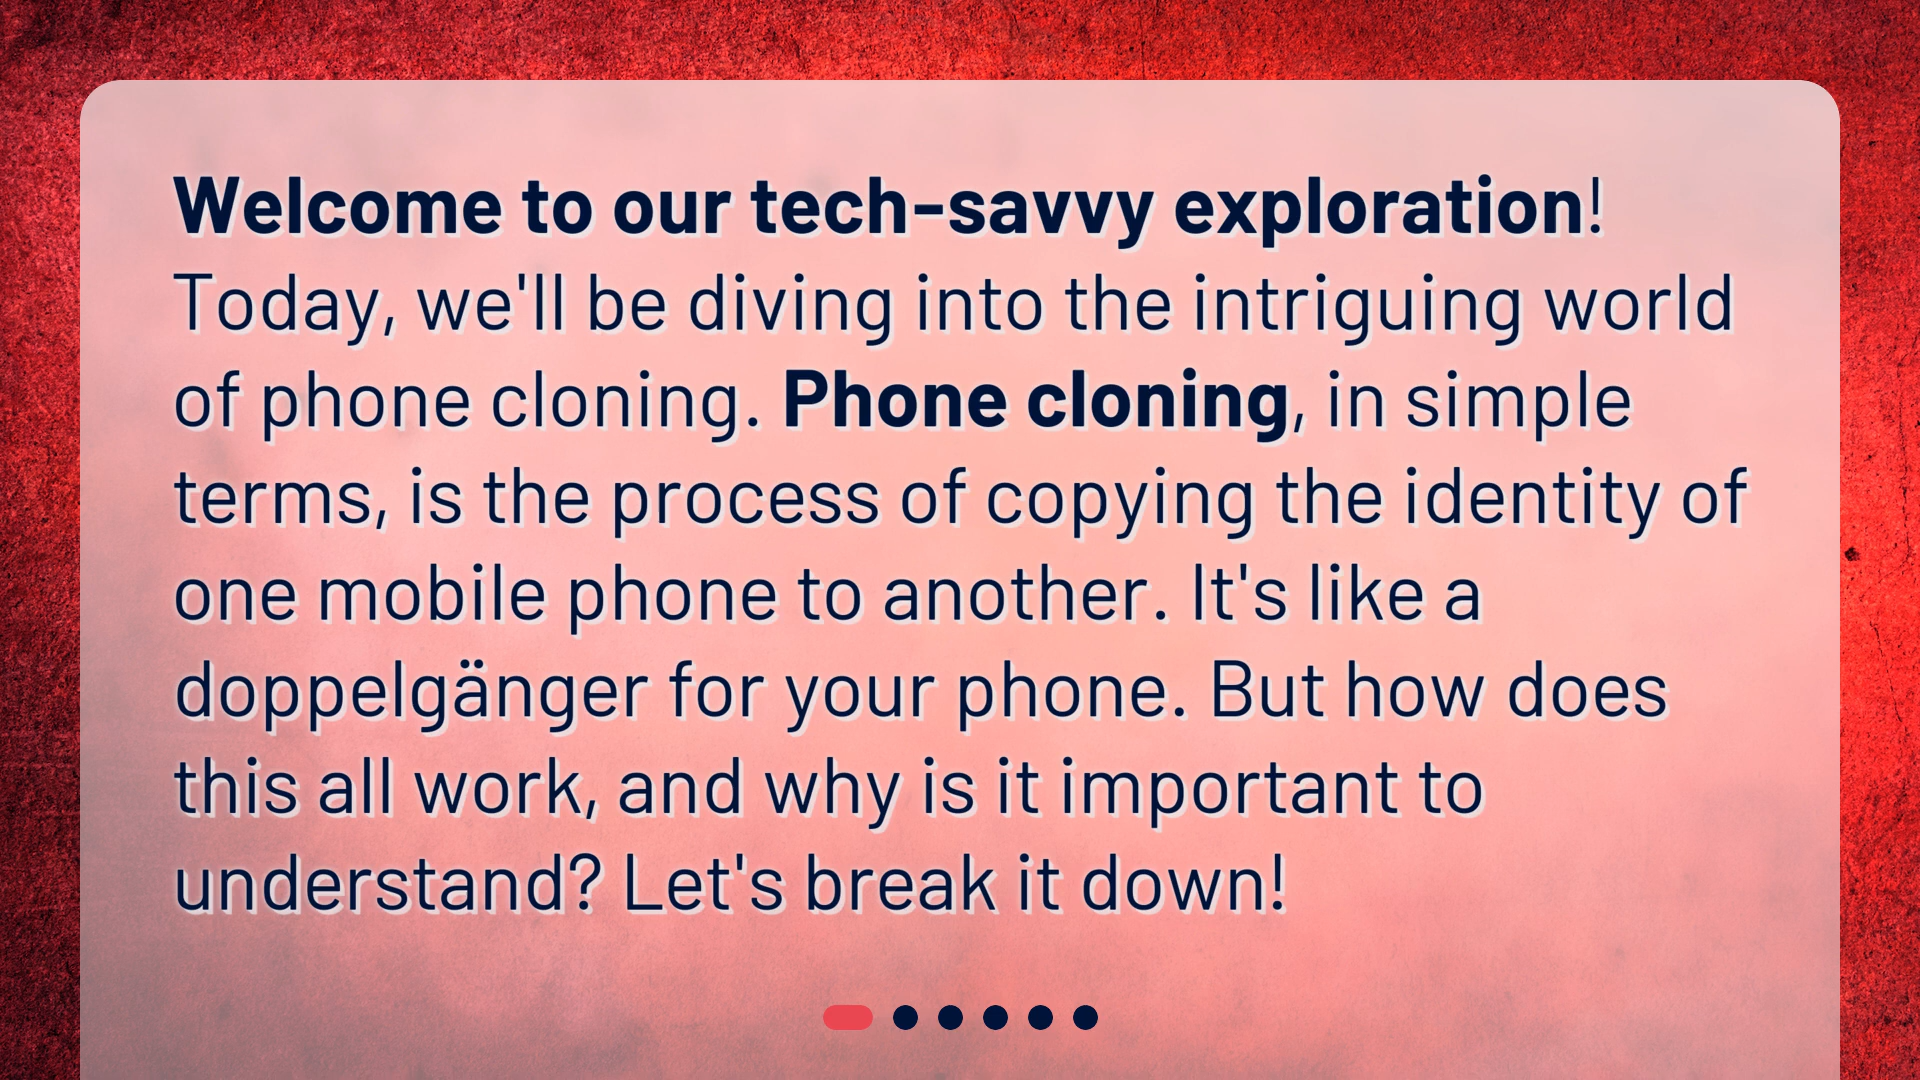 Welcome to our tech-savvy exploration!
Today, we'll be diving into the intriguing world
of phone cloning. Phone cloning, in simple
terms, is the process of copying the identity of
one mobile phone to another. It's like a
doppelgänger for your phone. But how does
this all work, and why is it important to
understand? Let's break it down!